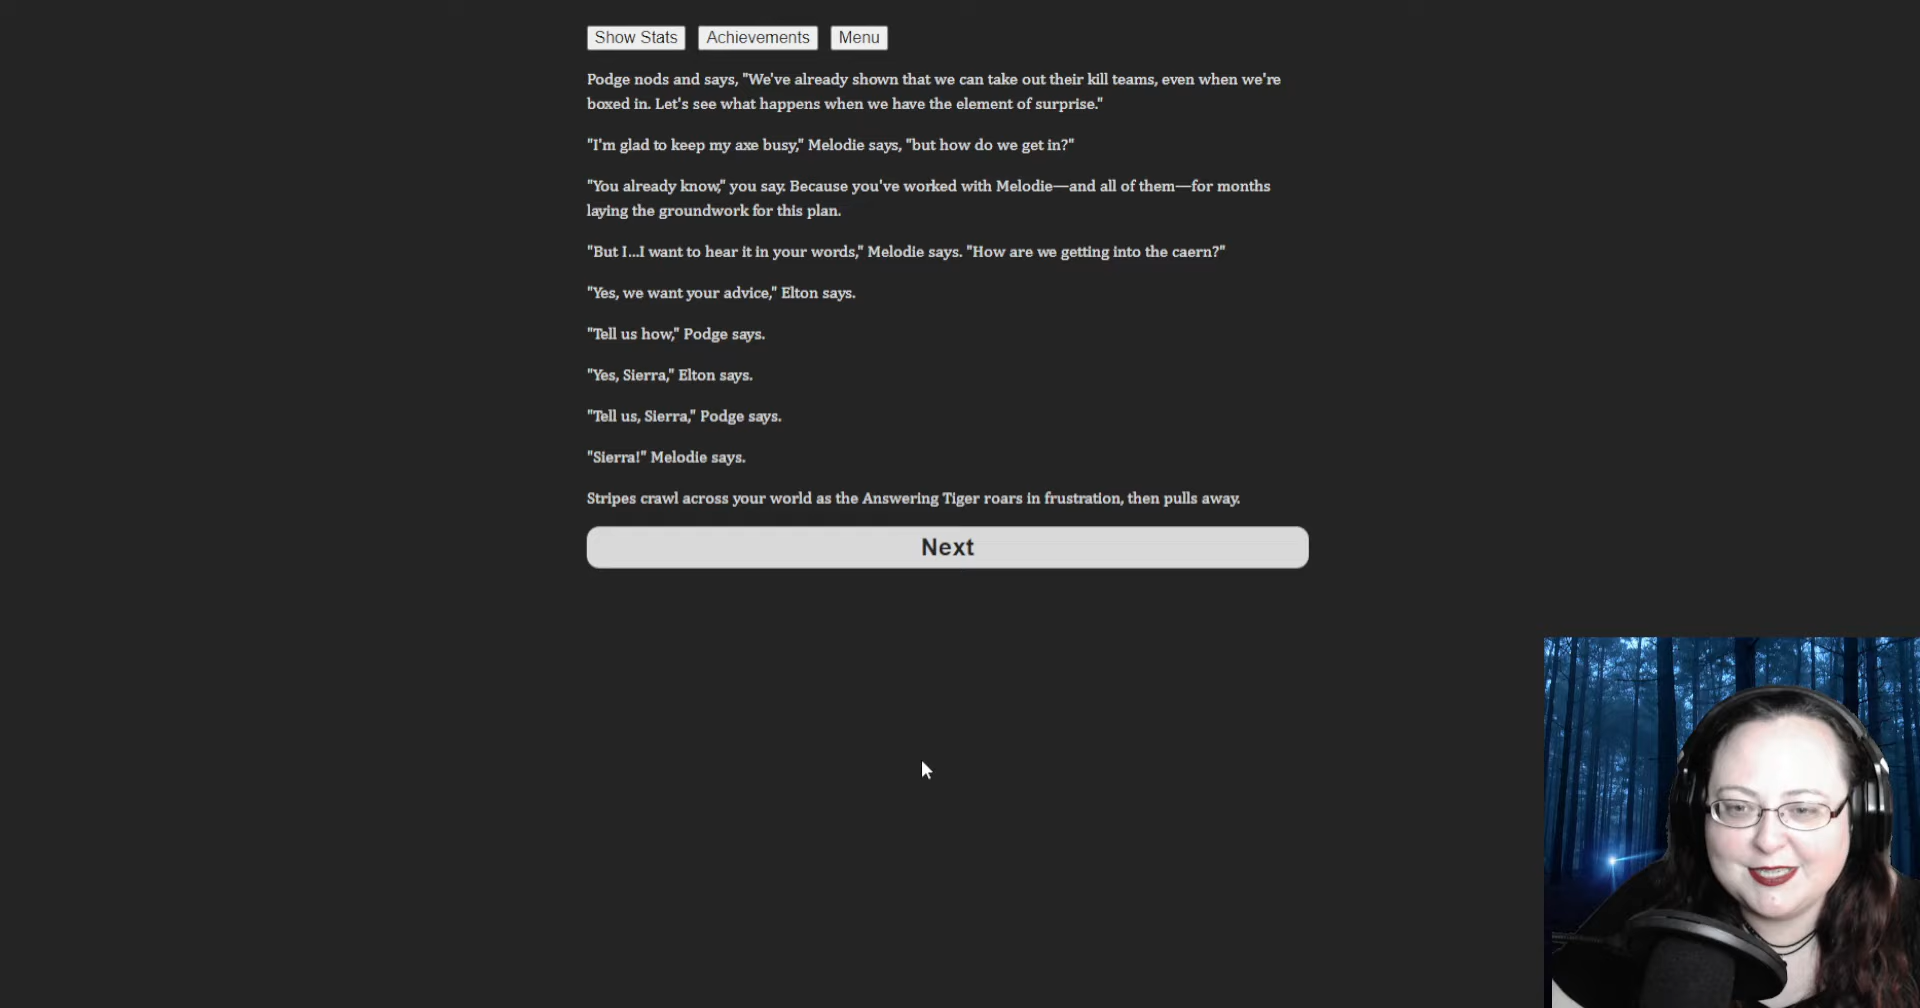 Show Stats Achievements Menu
Podge nods and says, "We've already shown that we can take out their kill teams, even when we're
boxed in. Let's see what happens when we have the element of surprise."
"I'm glad to keep my axe busy," Melodie says, "but how do we get in?"
"You already know," you say. Because you've worked with Melodie—and all of them—for months
laying the groundwork for this plan.
"But I...I want to hear it in your words," Melodie says. "How are we getting into the caern?"
"Yes, we want your advice," Elton says.
"Tell us how," Podge says.
"Yes, Sierra," Elton says.
"Tell us, Sierra," Podge says.
"Sierra!" Melodie says.
Stripes crawl across your world as the Answering Tiger roars in frustration, then pulls away.
Next